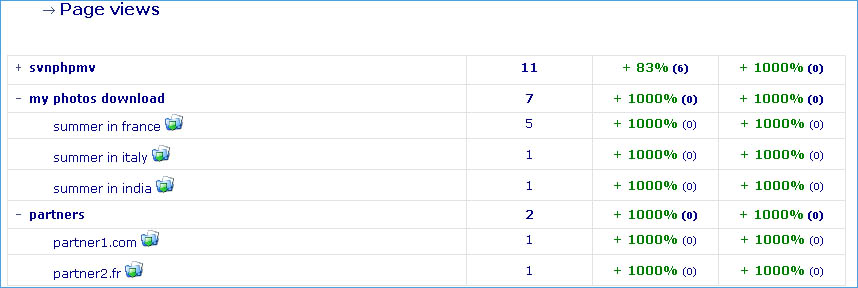 → Page views
+ svnphpmv 11 + 83% (6) + 1000% (0)
- my photos download 7 + 1000% (0) + 1000% (0)
summer in france 5 + 1000% (0) + 1000% (0)
summer in italy 1 + 1000% (0) + 1000% (0)
summer in india 1 + 1000% (0) + 1000% (0)
- partners 2 + 1000% (0) + 1000% (0)
partner1.com 1 + 1000% (0) + 1000% (0)
partner2.fr 1 + 1000% (0) + 1000% (0)